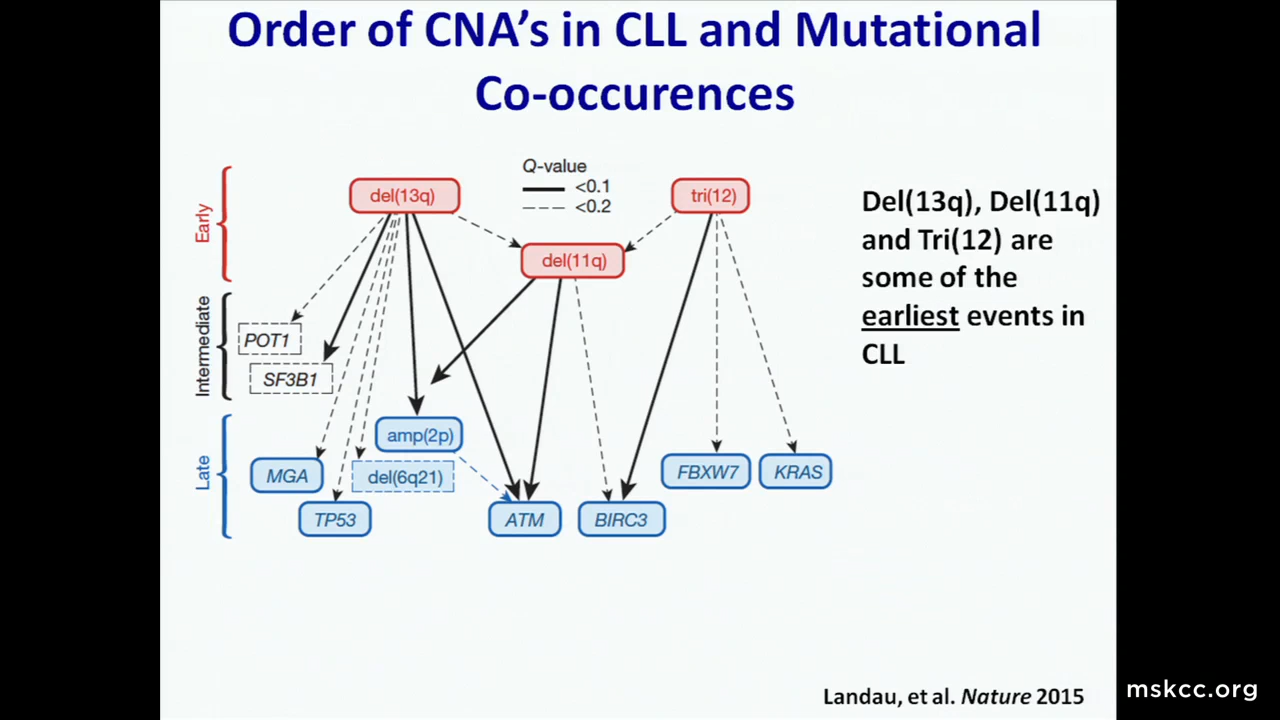 Order of CNA's in CLL and Mutational
Co-occurences
Q-value
<0.1
<0.2
Early
del(13q)
tri(12)
del(11q)
Intermediate
POT1
SF3B1
Late
amp(2p)
MGA
del(6q21)
FBXW7
KRAS
TP53
ATM
BIRC3
Del(13q), Del(11q)
and Tri(12) are
some of the
earliest events in
CLL
Landau, et al. Nature 2015
mskcc.org